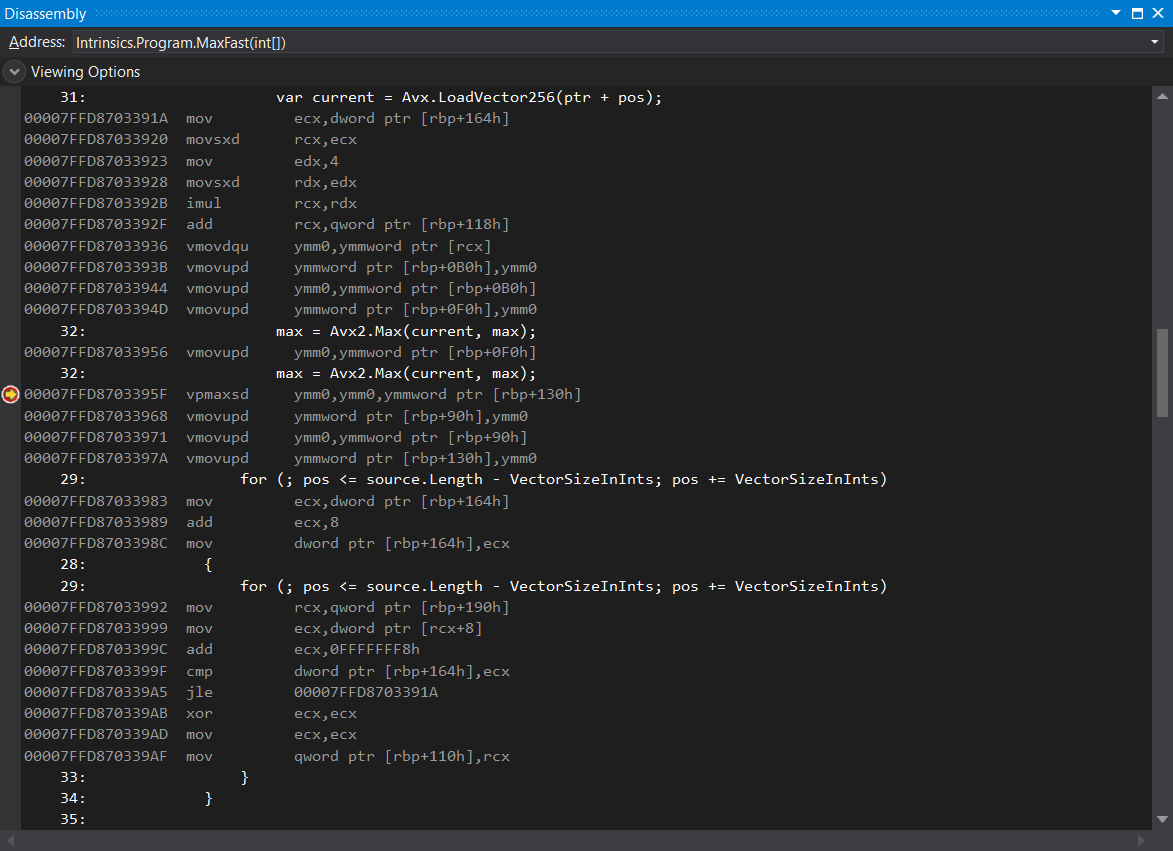 Disassembly
Address: Intrinsics.Program.MaxFast(int[])
Viewing Options
31: var current = Avx.LoadVector256(ptr + pos);
00007FFD8703391A mov ecx,dword ptr [rbp+164h]
00007FFD87033920 movsxd rcx,ecx
00007FFD87033923 mov edx,4
00007FFD87033928 movsxd rdx,edx
00007FFD8703392B imul rcx,rdx
00007FFD8703392F add rcx,qword ptr [rbp+118h]
00007FFD87033936 vmovdqu ymm0,ymmword ptr [rcx]
00007FFD8703393B vmovupd ymmword ptr [rbp+0B0h],ymm0
00007FFD87033944 vmovupd ymm0,ymmword ptr [rbp+0B0h]
00007FFD8703394D vmovupd ymmword ptr [rbp+0F0h],ymm0
32: max = Avx2.Max(current, max);
00007FFD87033956 vmovupd ymm0,ymmword ptr [rbp+0F0h]
32: max = Avx2.Max(current, max);
00007FFD8703395F vpmaxsd ymm0,ymm0,ymmword ptr [rbp+130h]
00007FFD87033968 vmovupd ymmword ptr [rbp+90h],ymm0
00007FFD87033971 vmovupd ymm0,ymmword ptr [rbp+90h]
00007FFD8703397A vmovupd ymmword ptr [rbp+130h],ymm0
29: for (; pos <= source.Length - VectorSizeInInts; pos += VectorSizeInInts)
00007FFD87033983 mov ecx,dword ptr [rbp+164h]
00007FFD87033989 add ecx,8
00007FFD8703398C mov dword ptr [rbp+164h],ecx
28: {
29: for (; pos <= source.Length - VectorSizeInInts; pos += VectorSizeInInts)
00007FFD87033992 mov rcx,qword ptr [rbp+190h]
00007FFD87033999 mov ecx,dword ptr [rcx+8]
00007FFD8703399C add ecx,0FFFFFFF8h
00007FFD8703399F cmp dword ptr [rbp+164h],ecx
00007FFD870339A5 jle 00007FFD8703391A
00007FFD870339AB xor ecx,ecx
00007FFD870339AD mov ecx,ecx
00007FFD870339AF mov qword ptr [rbp+110h],rcx
33: }
34: }
35: